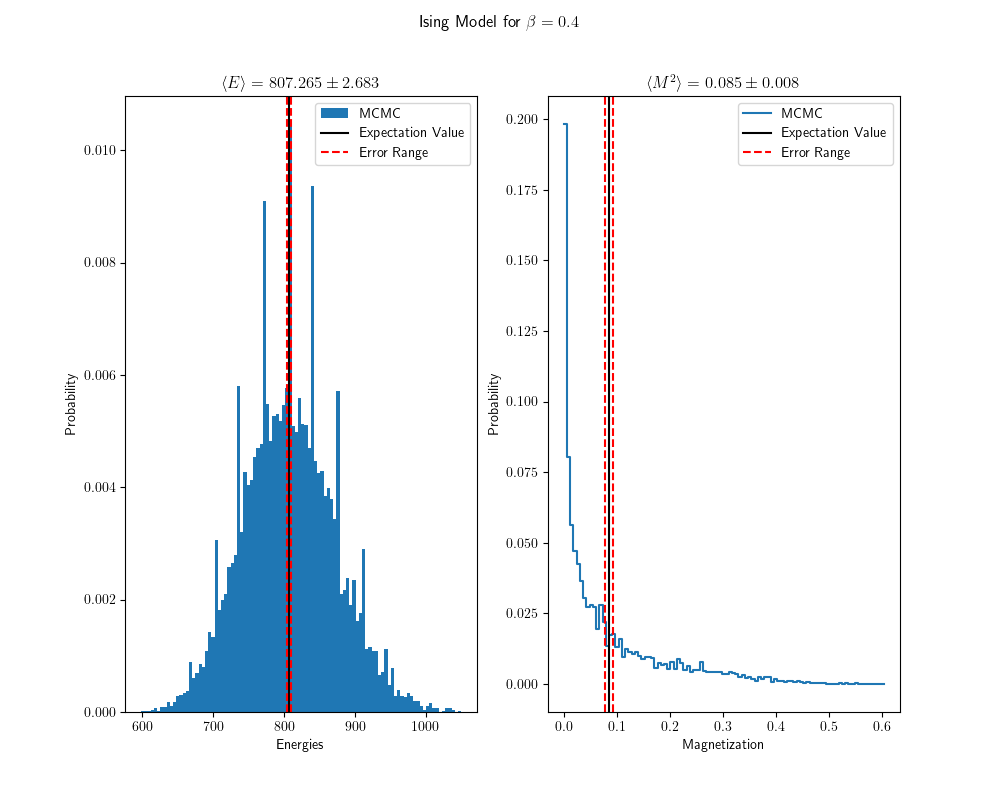 Ising Model for β = 0.4
⟨E⟩ = 807.265 ± 2.683
MCMC
Expectation Value
Error Range
0.010
0.008
0.006
0.004
0.002
0.000
Probability
600 700 800 900 1000
Energies
⟨M²⟩ = 0.085 ± 0.008
MCMC
Expectation Value
Error Range
0.200
0.175
0.150
0.125
0.100
0.075
0.050
0.025
0.000
Probability
0.0 0.1 0.2 0.3 0.4 0.5 0.6
Magnetization